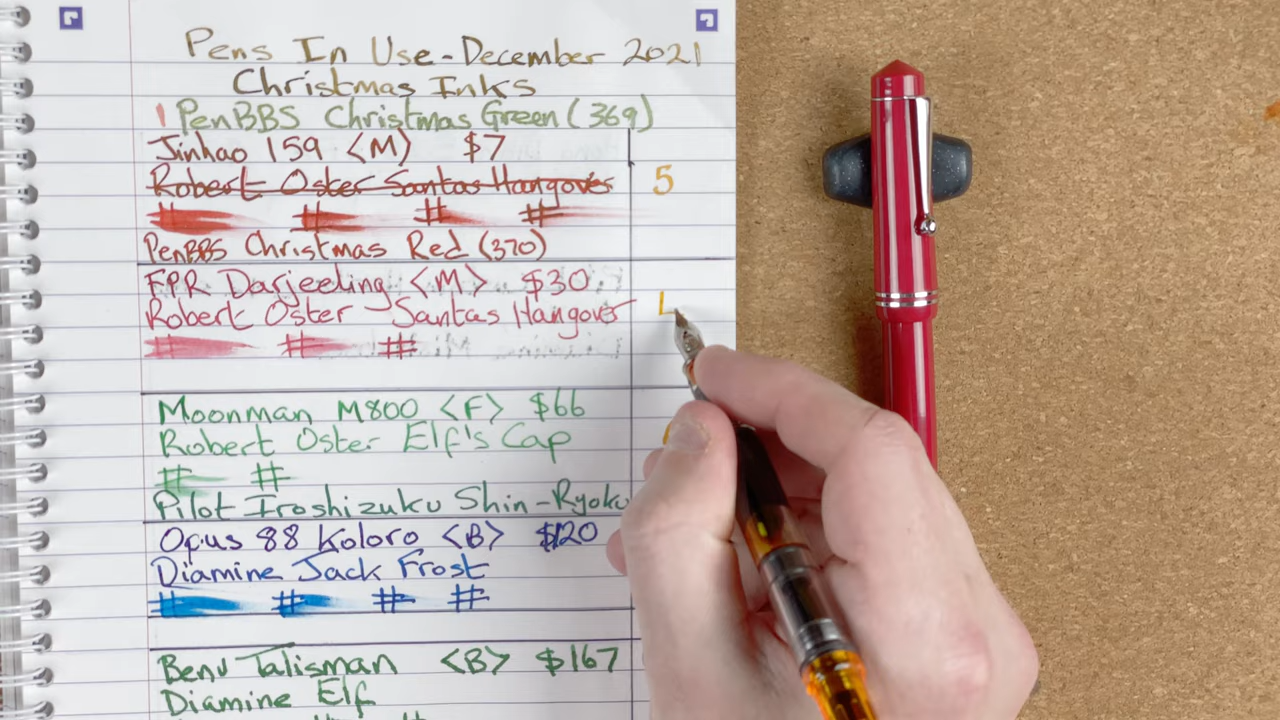 Pens In Use - December 2021
Christmas Inks
PenBBS Christmas Green (369)
Jinhao 159 <M> $7
Robert Oster Santas Hangover 5
# # # #
PenBBS Christmas Red (370)
FPR Darjeeling <M> $30
Robert Oster - Santas Hangover
# # #
Moonman M800 <F> $66
Robert Oster Elf's Cap
# #
Pilot Iroshizuku Shin-Ryoku
Opus 88 Koloro <B> $120
Diamine Jack Frost
# # # #
Benu Talisman <B> $167
Diamine Elf